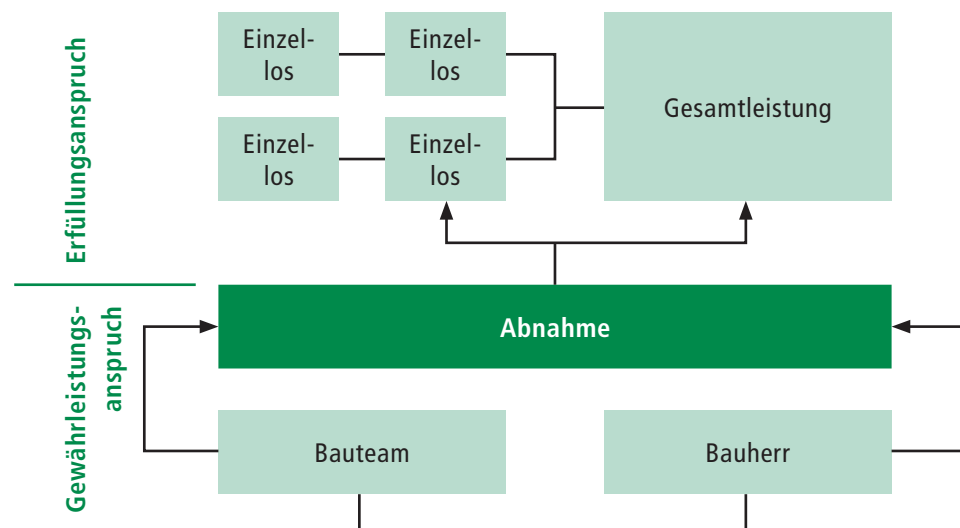 Erfüllungsanspruch
Einzel-
los
Einzel-
los
Gesamtleistung
Einzel-
los
Einzel-
los
Gewährleistungs-
anspruch
Abnahme
Bauteam
Bauherr